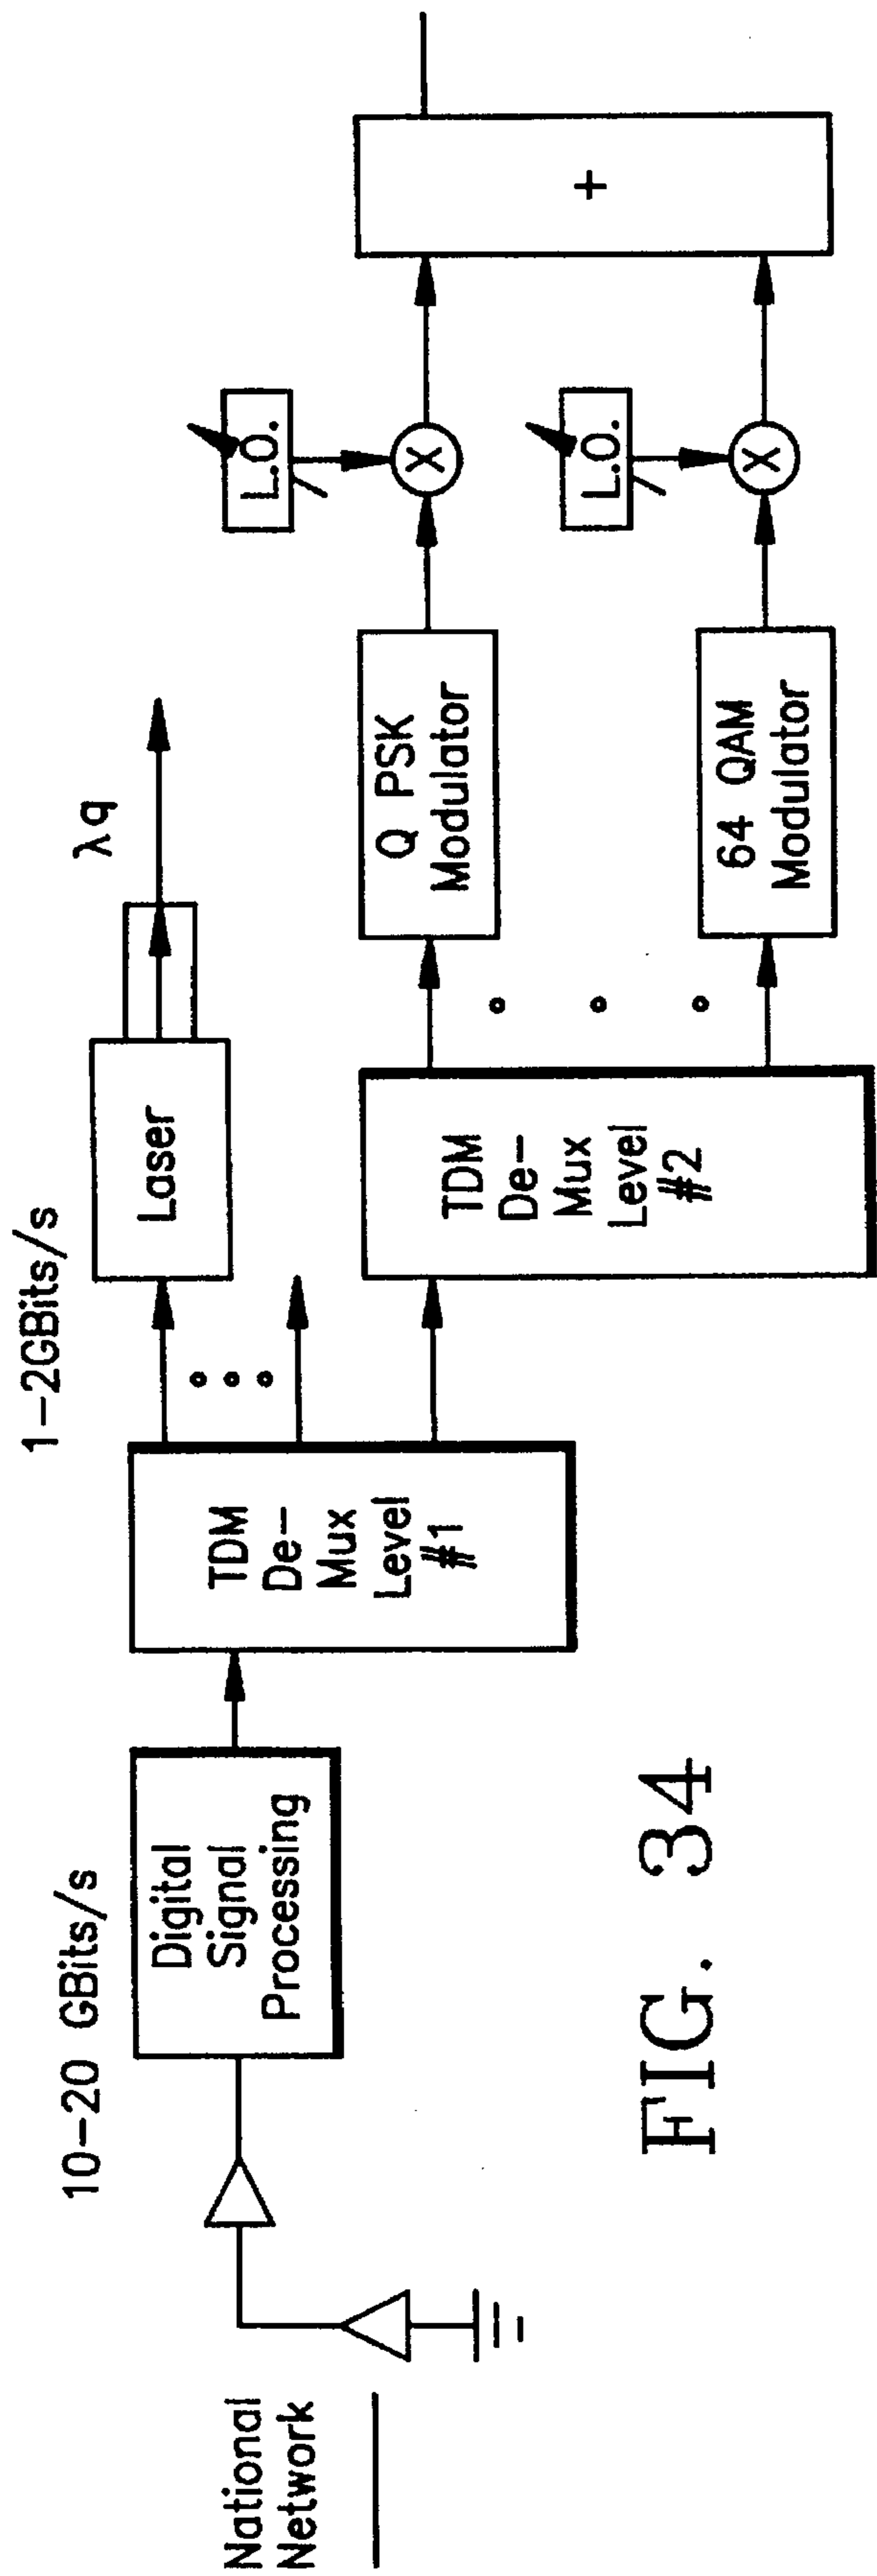 National
Network
10-20 GBits/s
Digital
Signal
Processing
TDM
De-
Mux
Level
#1
1-2GBits/s
Laser
λq
TDM
De-
Mux
Level
#2
Q PSK
Modulator
64 QAM
Modulator
L.O.
X
L.O.
X
+
FIG. 34